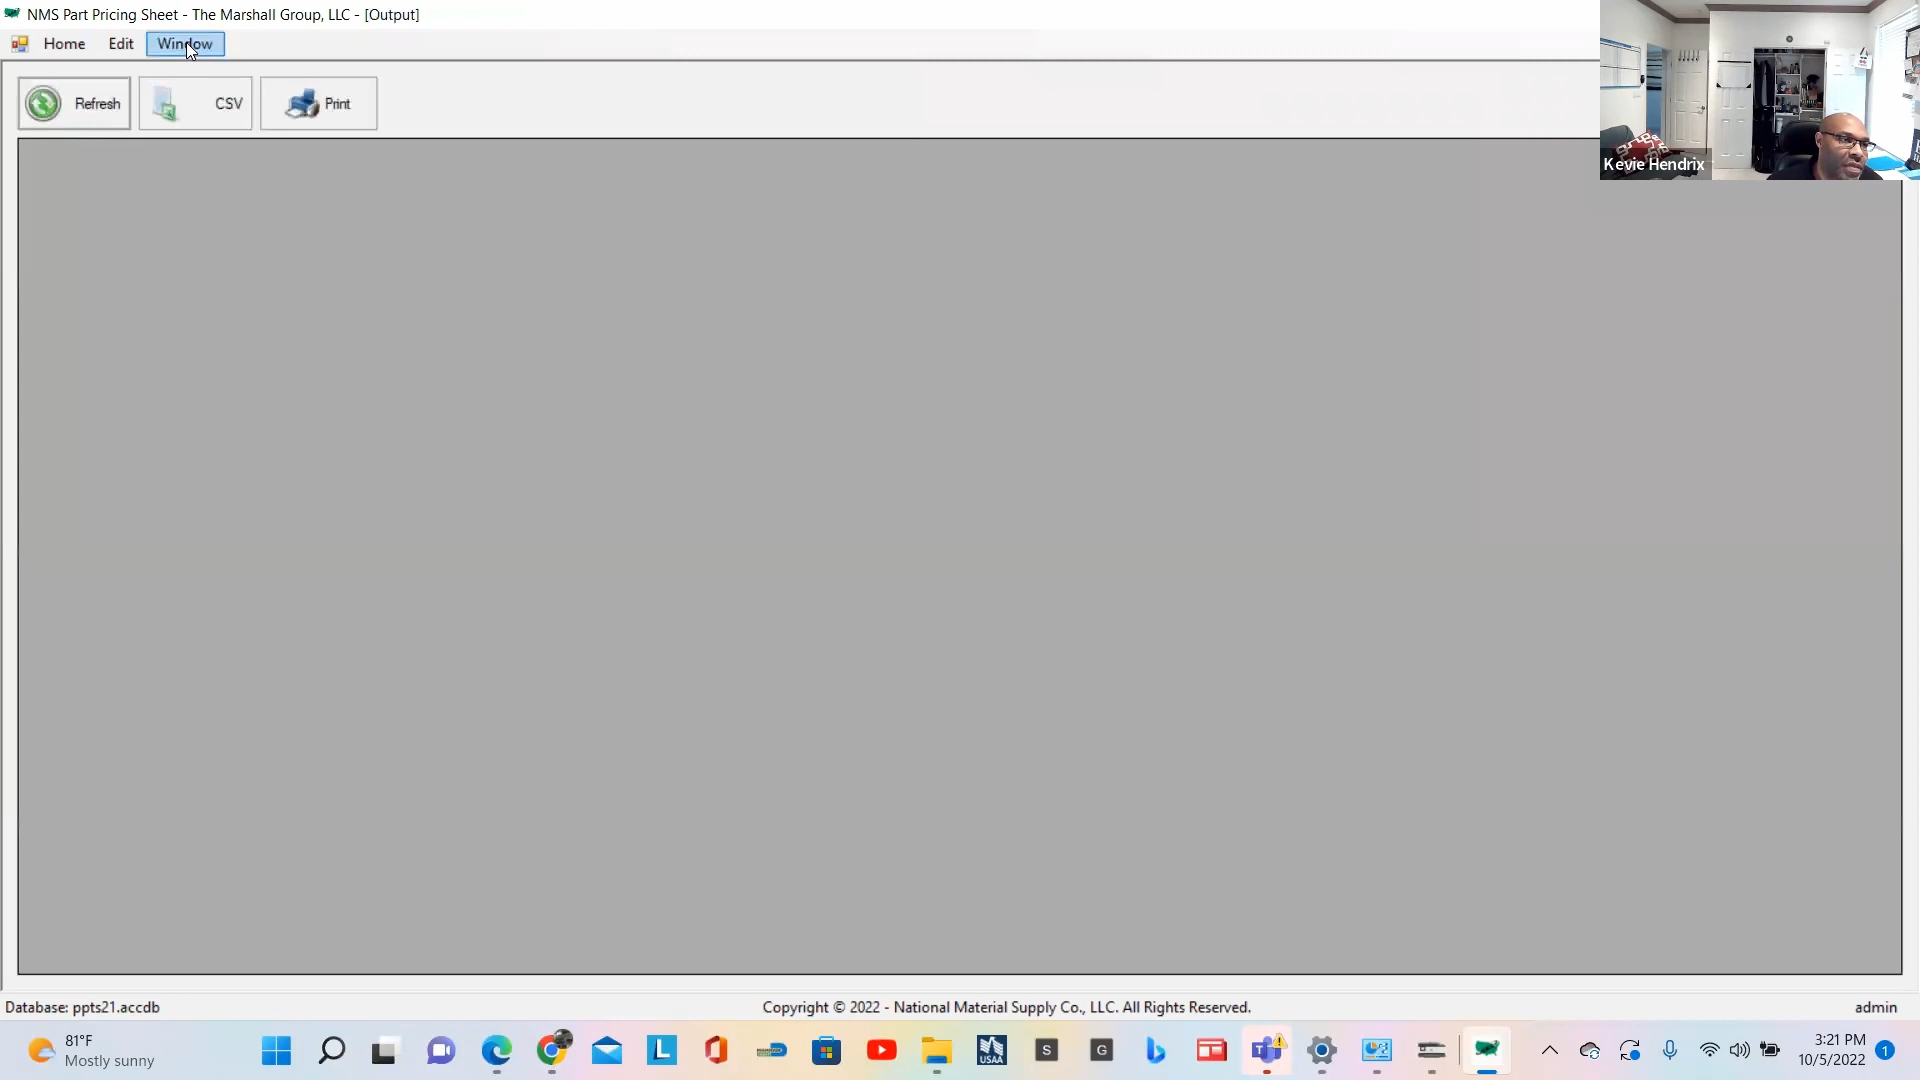 NMS Part Pricing Sheet - The Marshall Group, LLC - [Output]
Home Edit Window
Refresh CSV Print
Kevie Hendrix
Database: ppts21.accdb
Copyright © 2022 - National Material Supply Co., LLC. All Rights Reserved.
admin
81°F
Mostly sunny
L
USAA
S
G
3:21 PM
10/5/2022
1